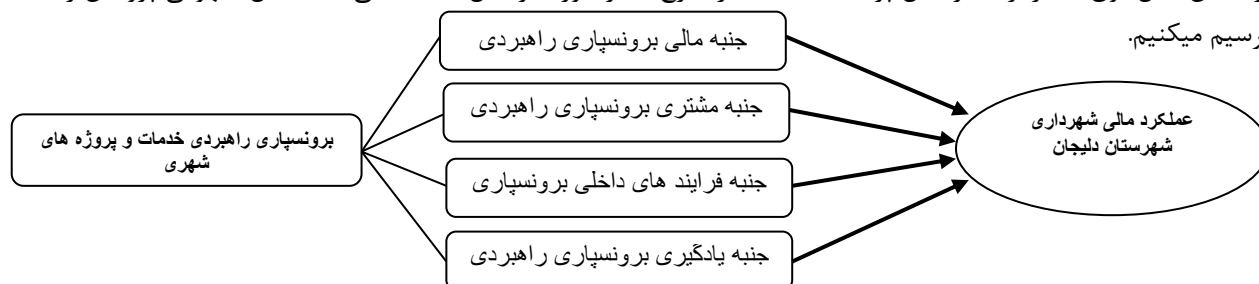 رسیم میکنیم.
جنبه مالی برونسپاری راهبردی
جنبه مشتری برونسپاری راهبردی
جنبه فرایند های داخلی برونسپاری
جنبه یادگیری برونسپاری راهبردی
برونسپاری راهبردی خدمات و پروژه های
شهری
عملکرد مالی شهرداری
شهرستان دلیجان